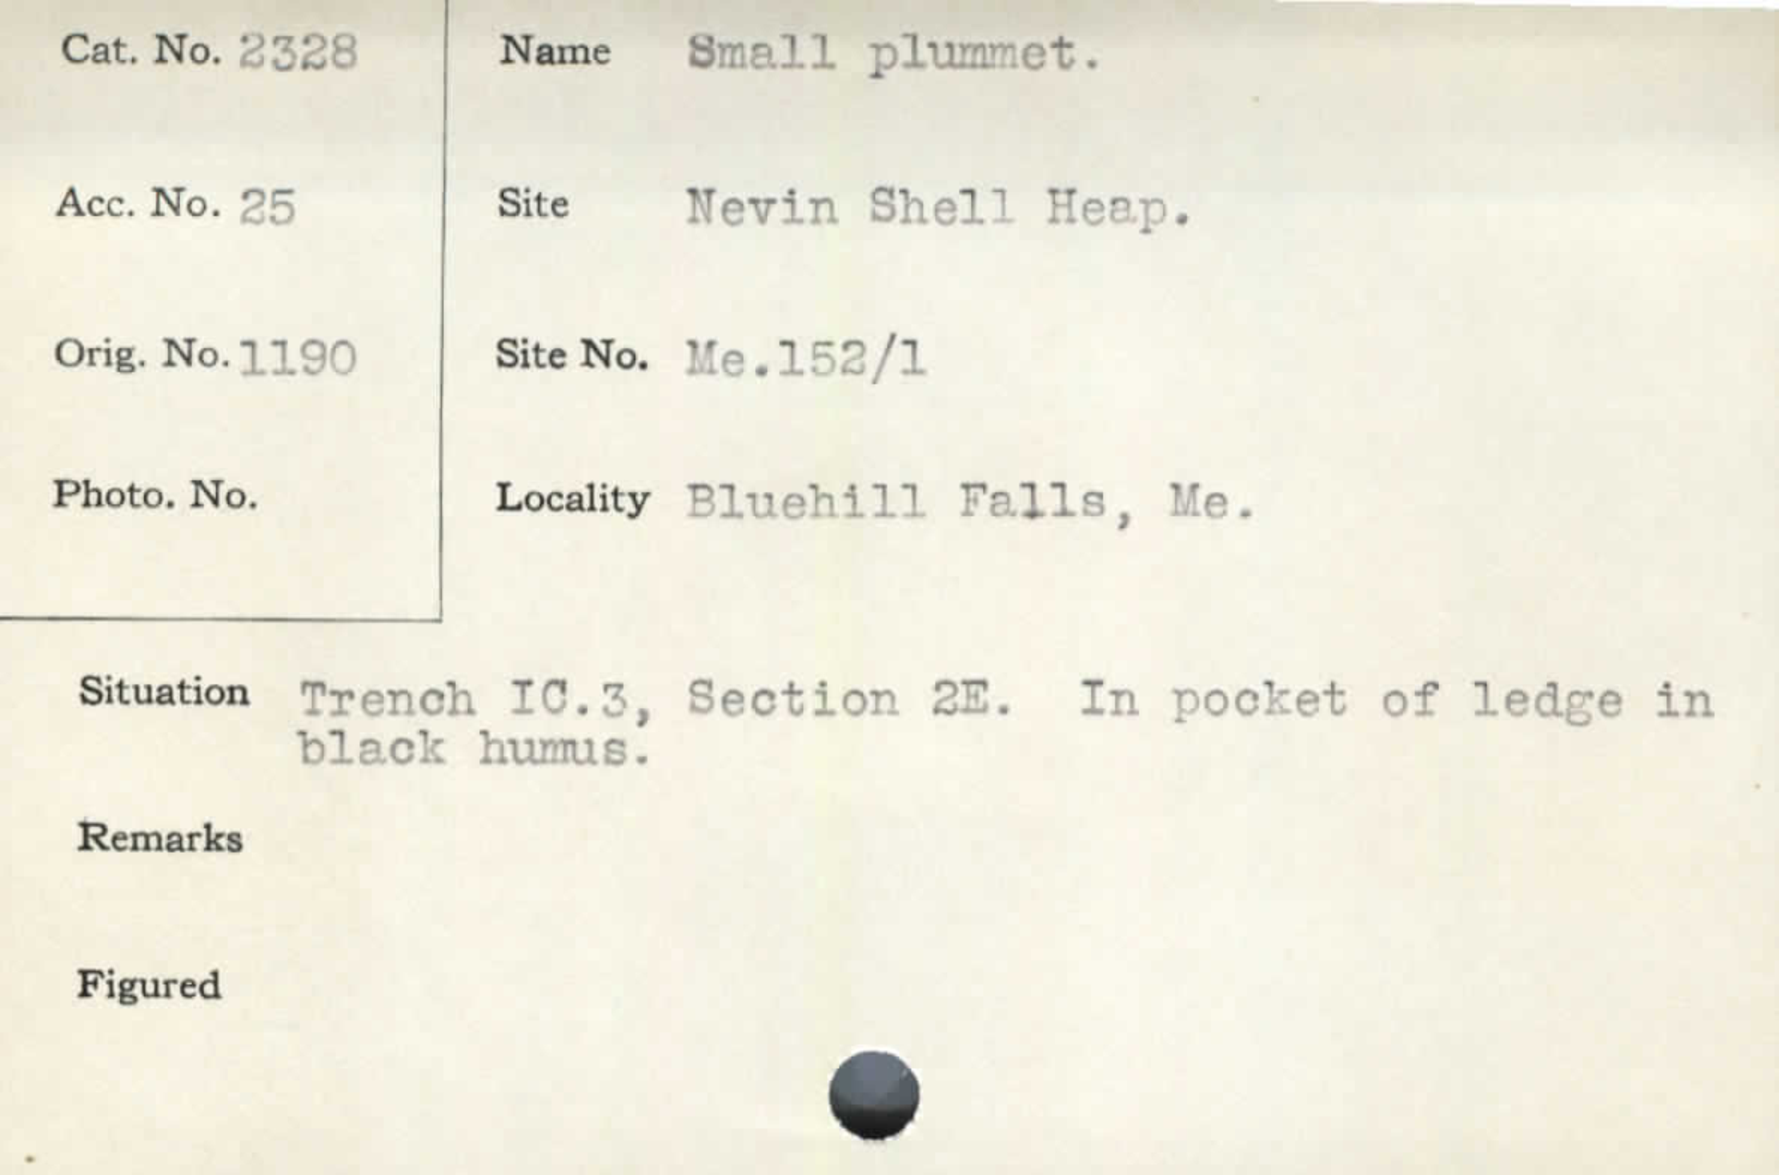 Cat. No. 2328
Name Small plummet.
Acc. No. 25
Site Nevin Shell Heap.
Orig. No. 1190
Site No. Me.152/1
Photo. No.
Locality Bluehill Falls, Me.
Situation Trench IC.3, Section 2E. In pocket of ledge in
black humus.
Remarks
Figured